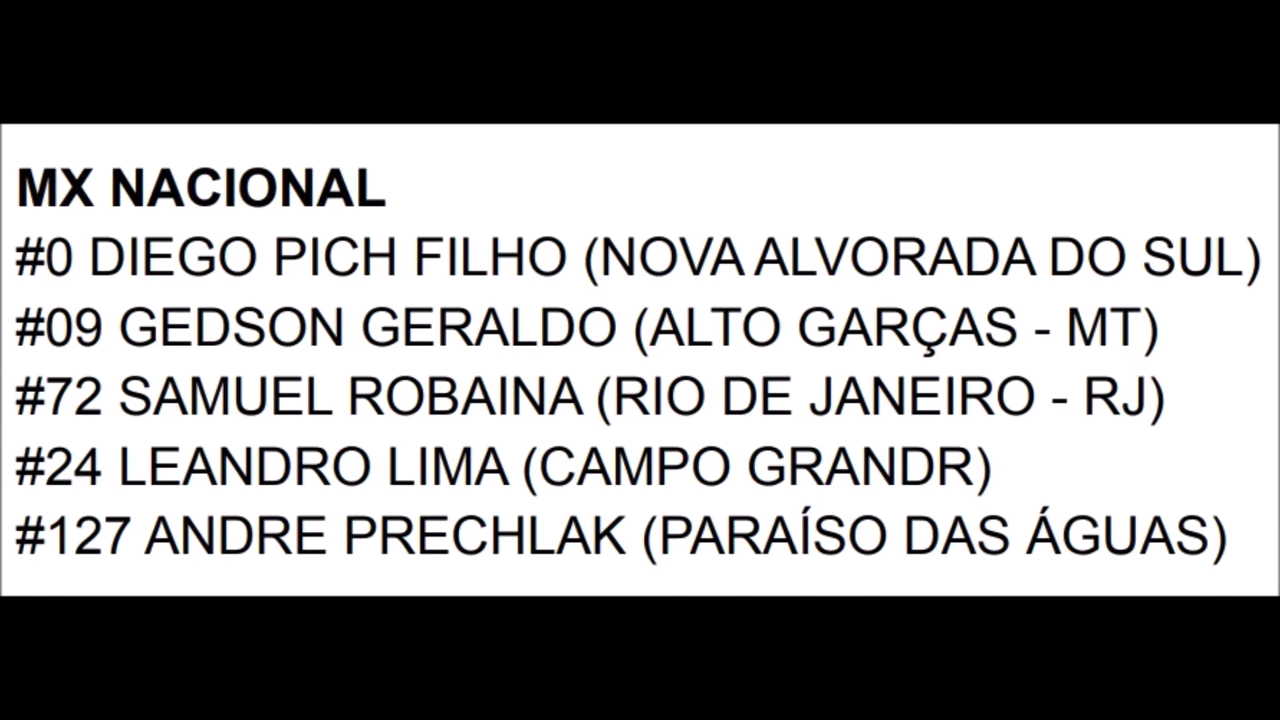 MX NACIONAL
#0 DIEGO PICH FILHO (NOVA ALVORADA DO SUL)
#09 GEDSON GERALDO (ALTO GARÇAS - MT)
#72 SAMUEL ROBAINA (RIO DE JANEIRO - RJ)
#24 LEANDRO LIMA (CAMPO GRANDR)
#127 ANDRE PRECHLAK (PARAÍSO DAS ÁGUAS)